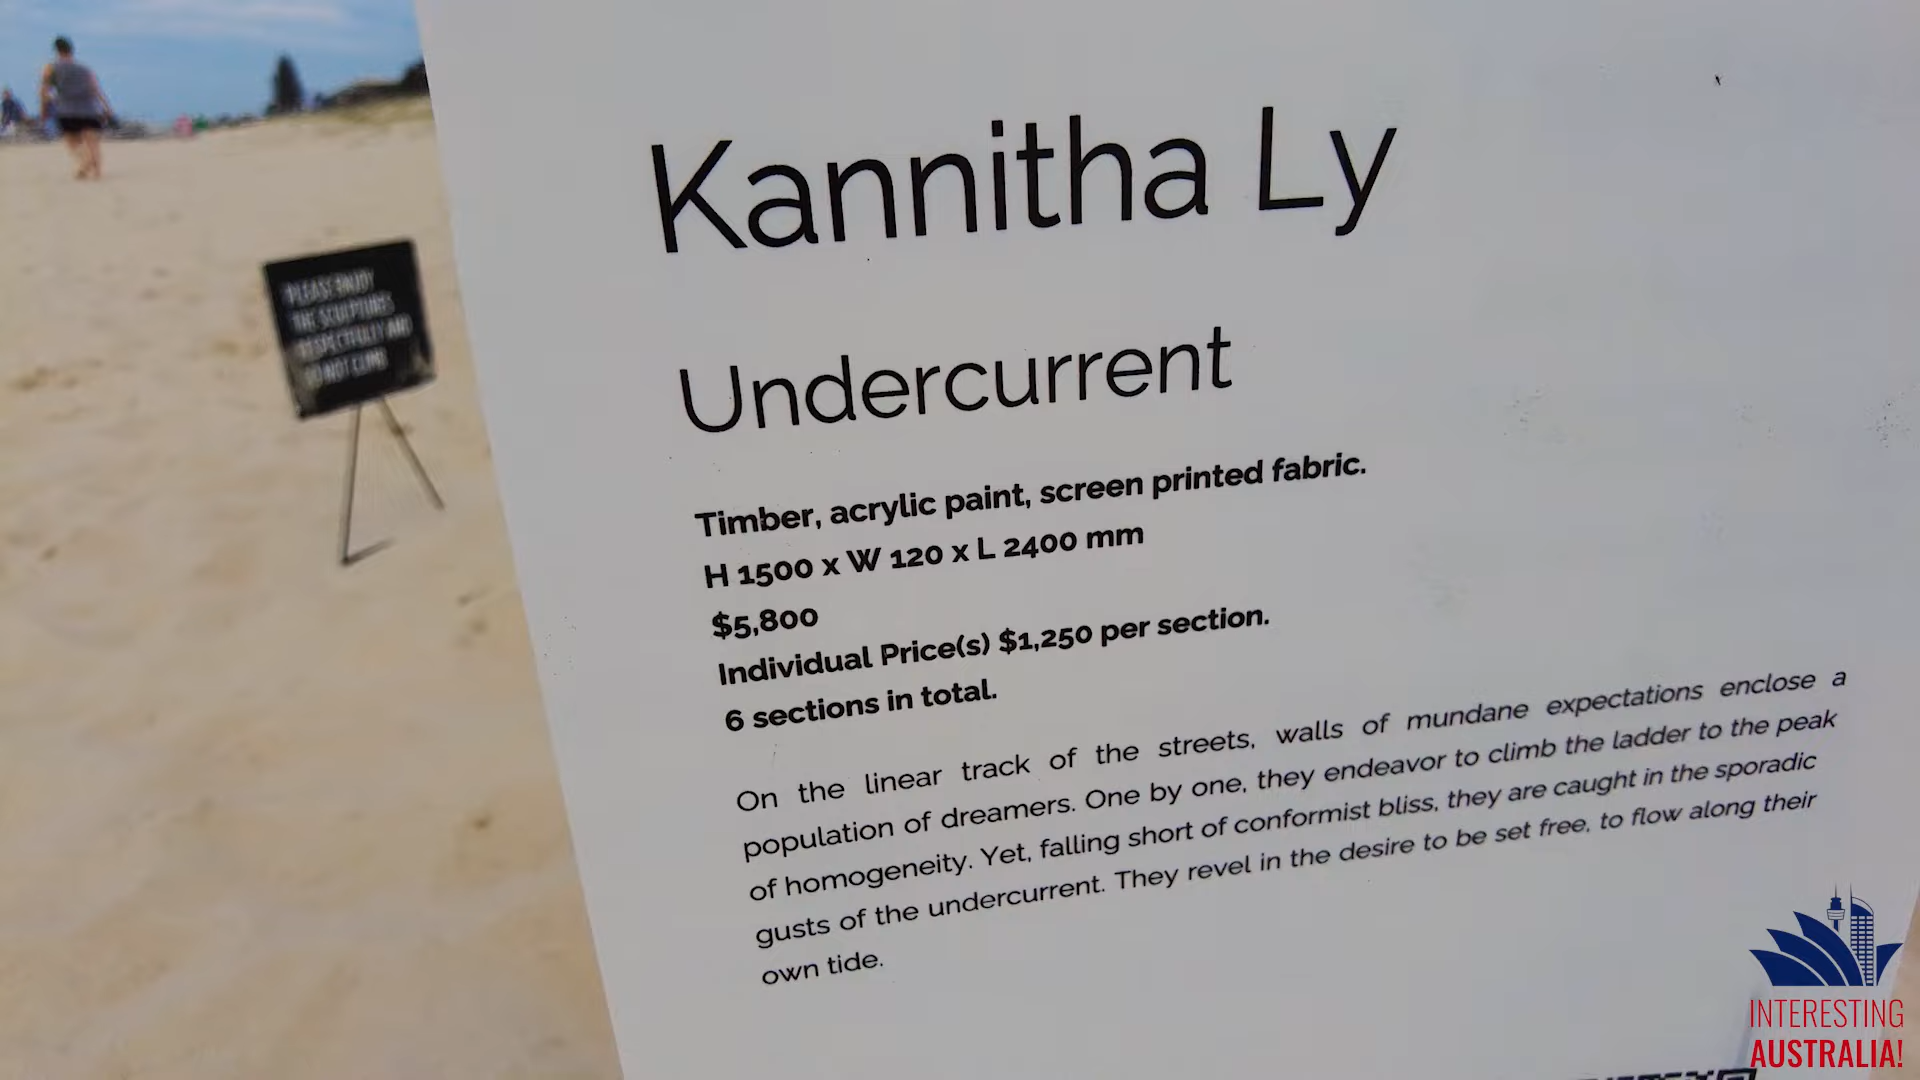 Kannitha Ly
Undercurrent
Timber, acrylic paint, screen printed fabric.
H 1500 x W 120 x L 2400 mm
$5,800
Individual Price(s) $1,250 per section.
6 sections in total.
On the linear track of the streets, walls of mundane expectations enclose a
population of dreamers. One by one, they endeavor to climb the ladder to the peak
of homogeneity. Yet, falling short of conformist bliss, they are caught in the sporadic
gusts of the undercurrent. They revel in the desire to be set free, to flow along their
own tide.
PLEASE ENJOY
THE SCULPTURES
RESPECTFULLY AND
DO NOT CLIMB
INTERESTING
AUSTRALIA!